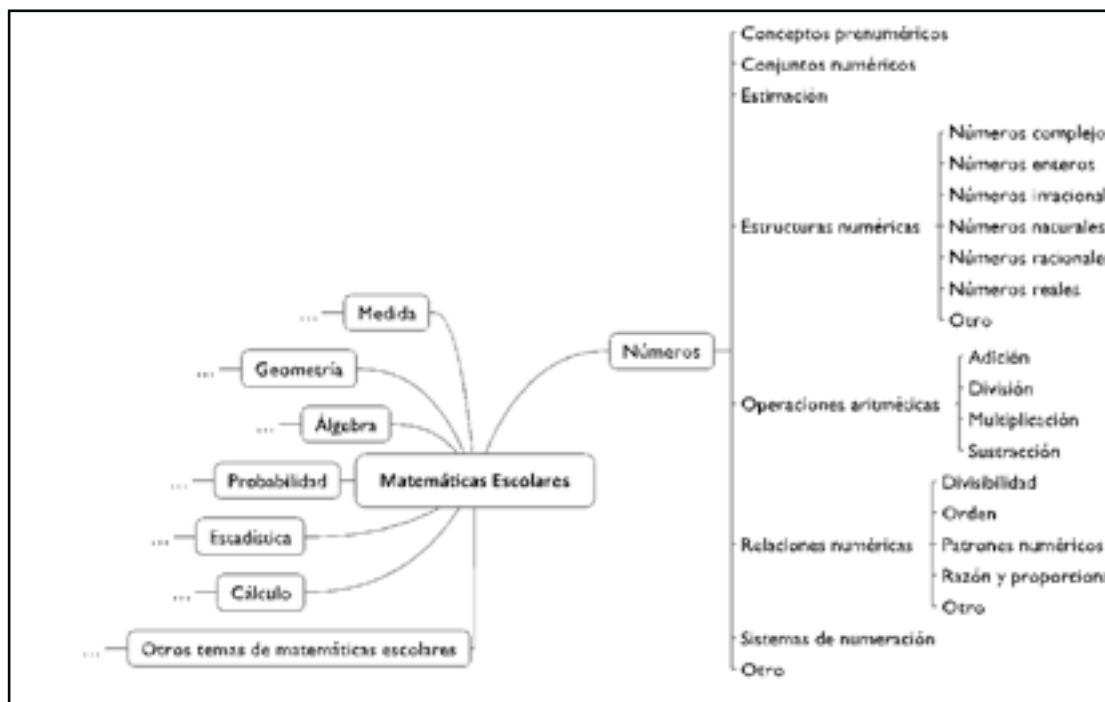 Conceptos prenuméricos
Conjuntos numéricos
Estimación
Estructuras numéricas
Números complejo
Números enteros
Números irracional
Números naturales
Números racionale
Números reales
Otro
Operaciones aritméticas
Adición
División
Multiplicación
Sustracción
Relaciones numéricas
Divisibilidad
Orden
Patrones numéricos
Razón y proporciona
Otro
Sistemas de numeración
Otro
Números
Matemáticas Escolares
... Medida
... Geometría
... Álgebra
... Probabilidad
... Estadística
... Cálculo
... Otros temas de matemáticas escolares